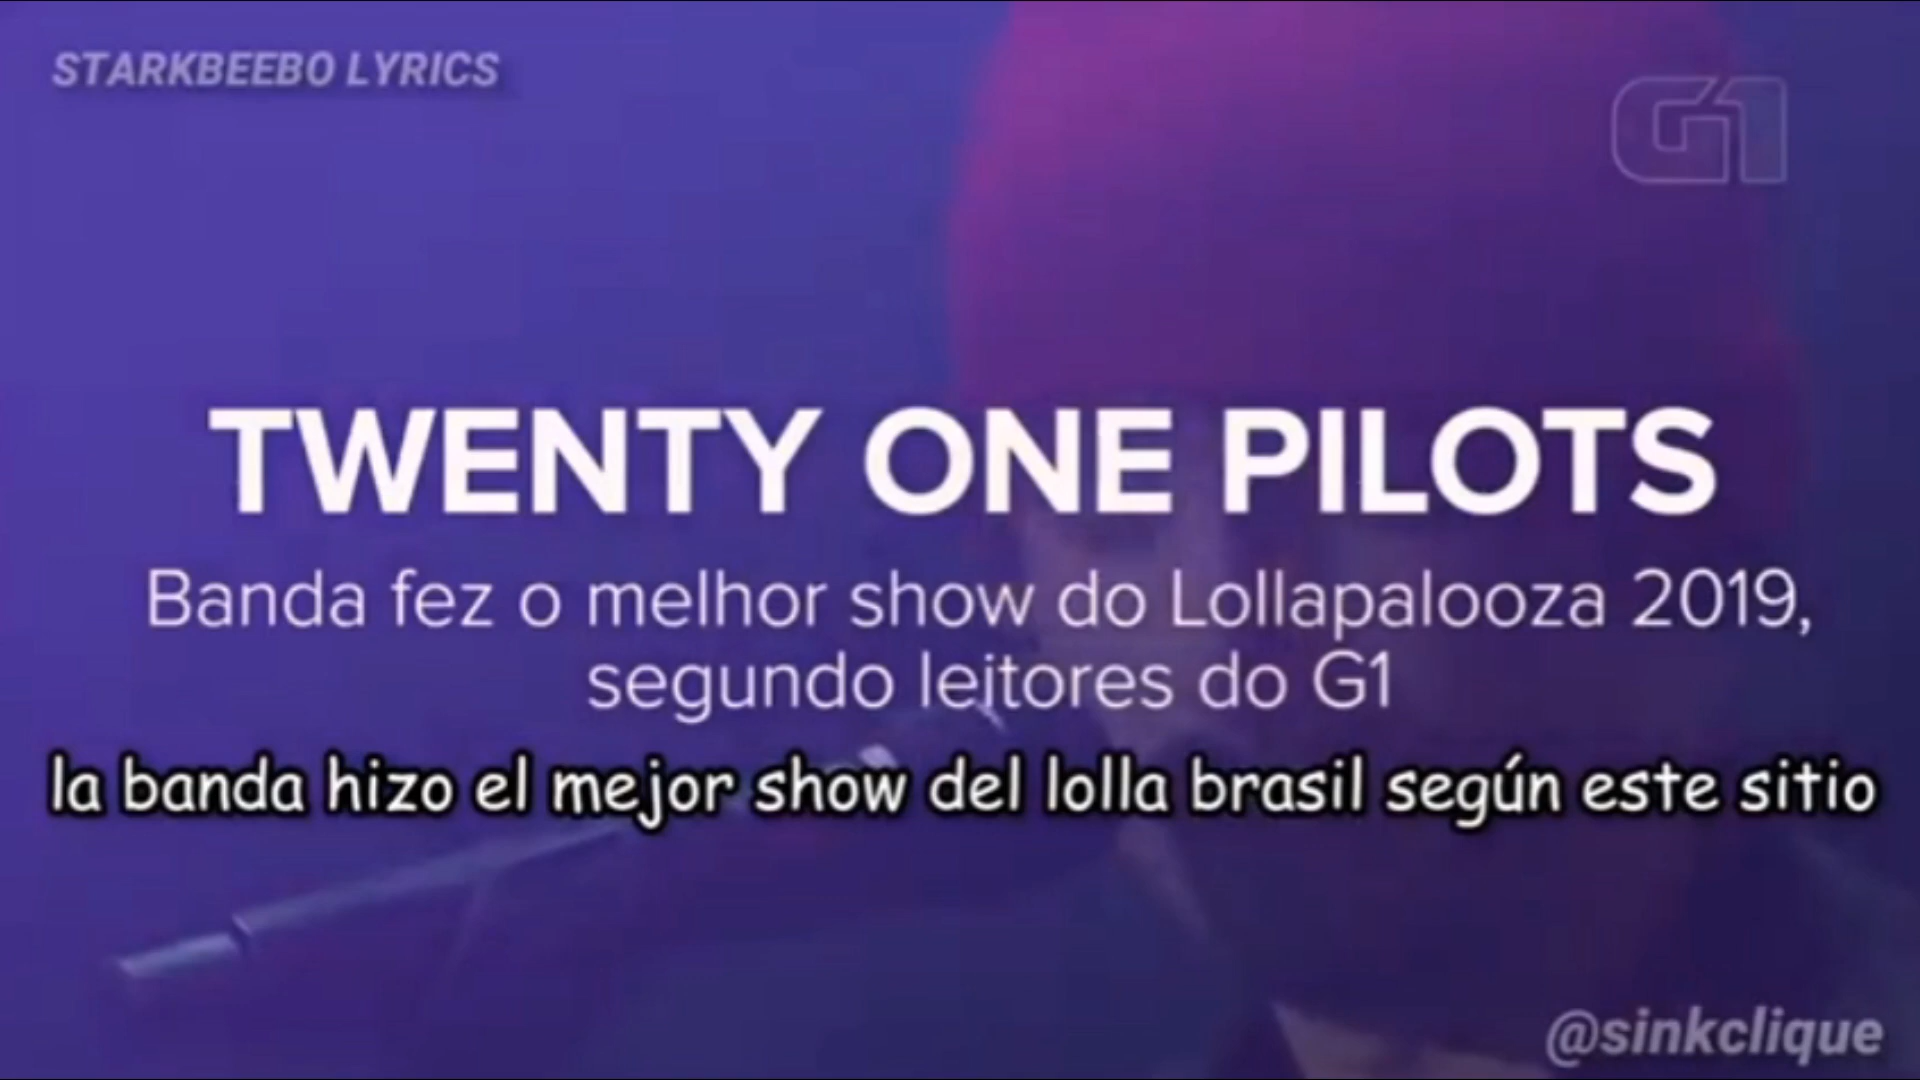 STARKBEEBO LYRICS
G1
TWENTY ONE PILOTS
Banda fez o melhor show do Lollapalooza 2019,
segundo leitores do G1
la banda hizo el mejor show del lolla brasil según este sitio
@sinkclique